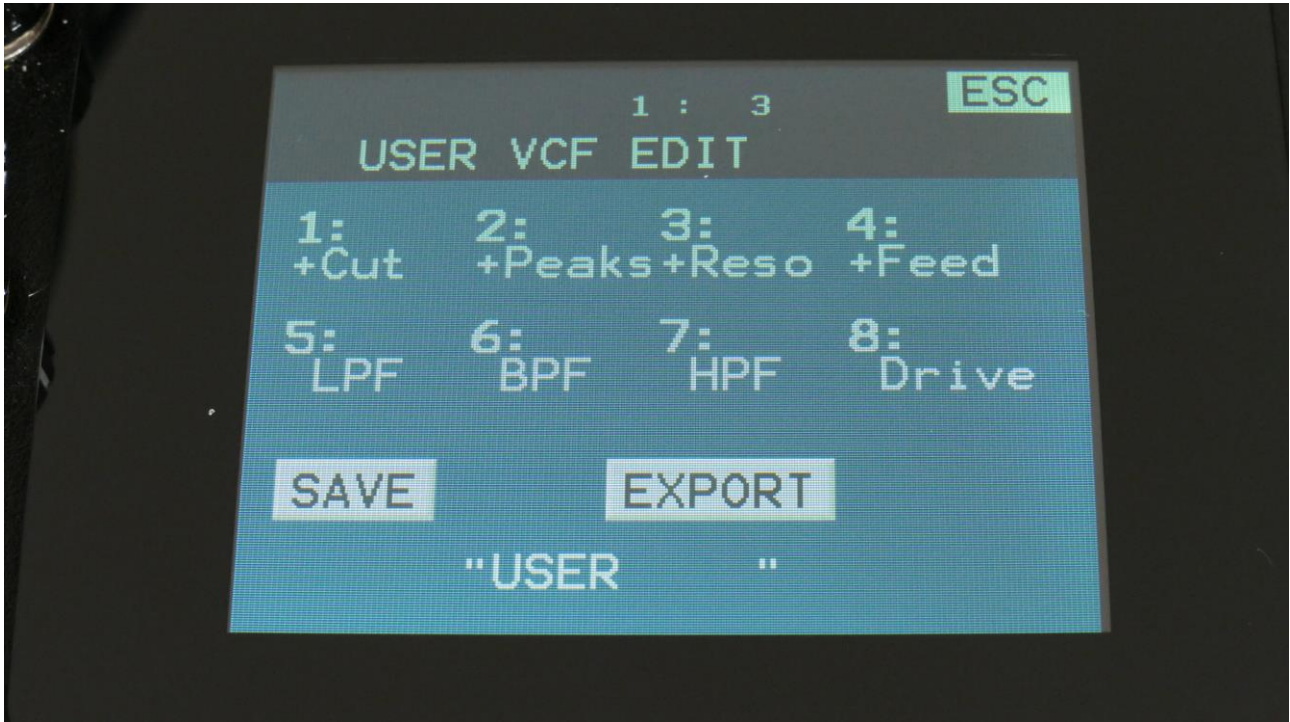 ESC
1 : 3
USER VCF EDIT
1: 2: 3: 4:
+Cut +Peaks +Reso +Feed
5: 6: 7: 8:
LPF BPF HPF Drive
SAVE EXPORT
"USER "